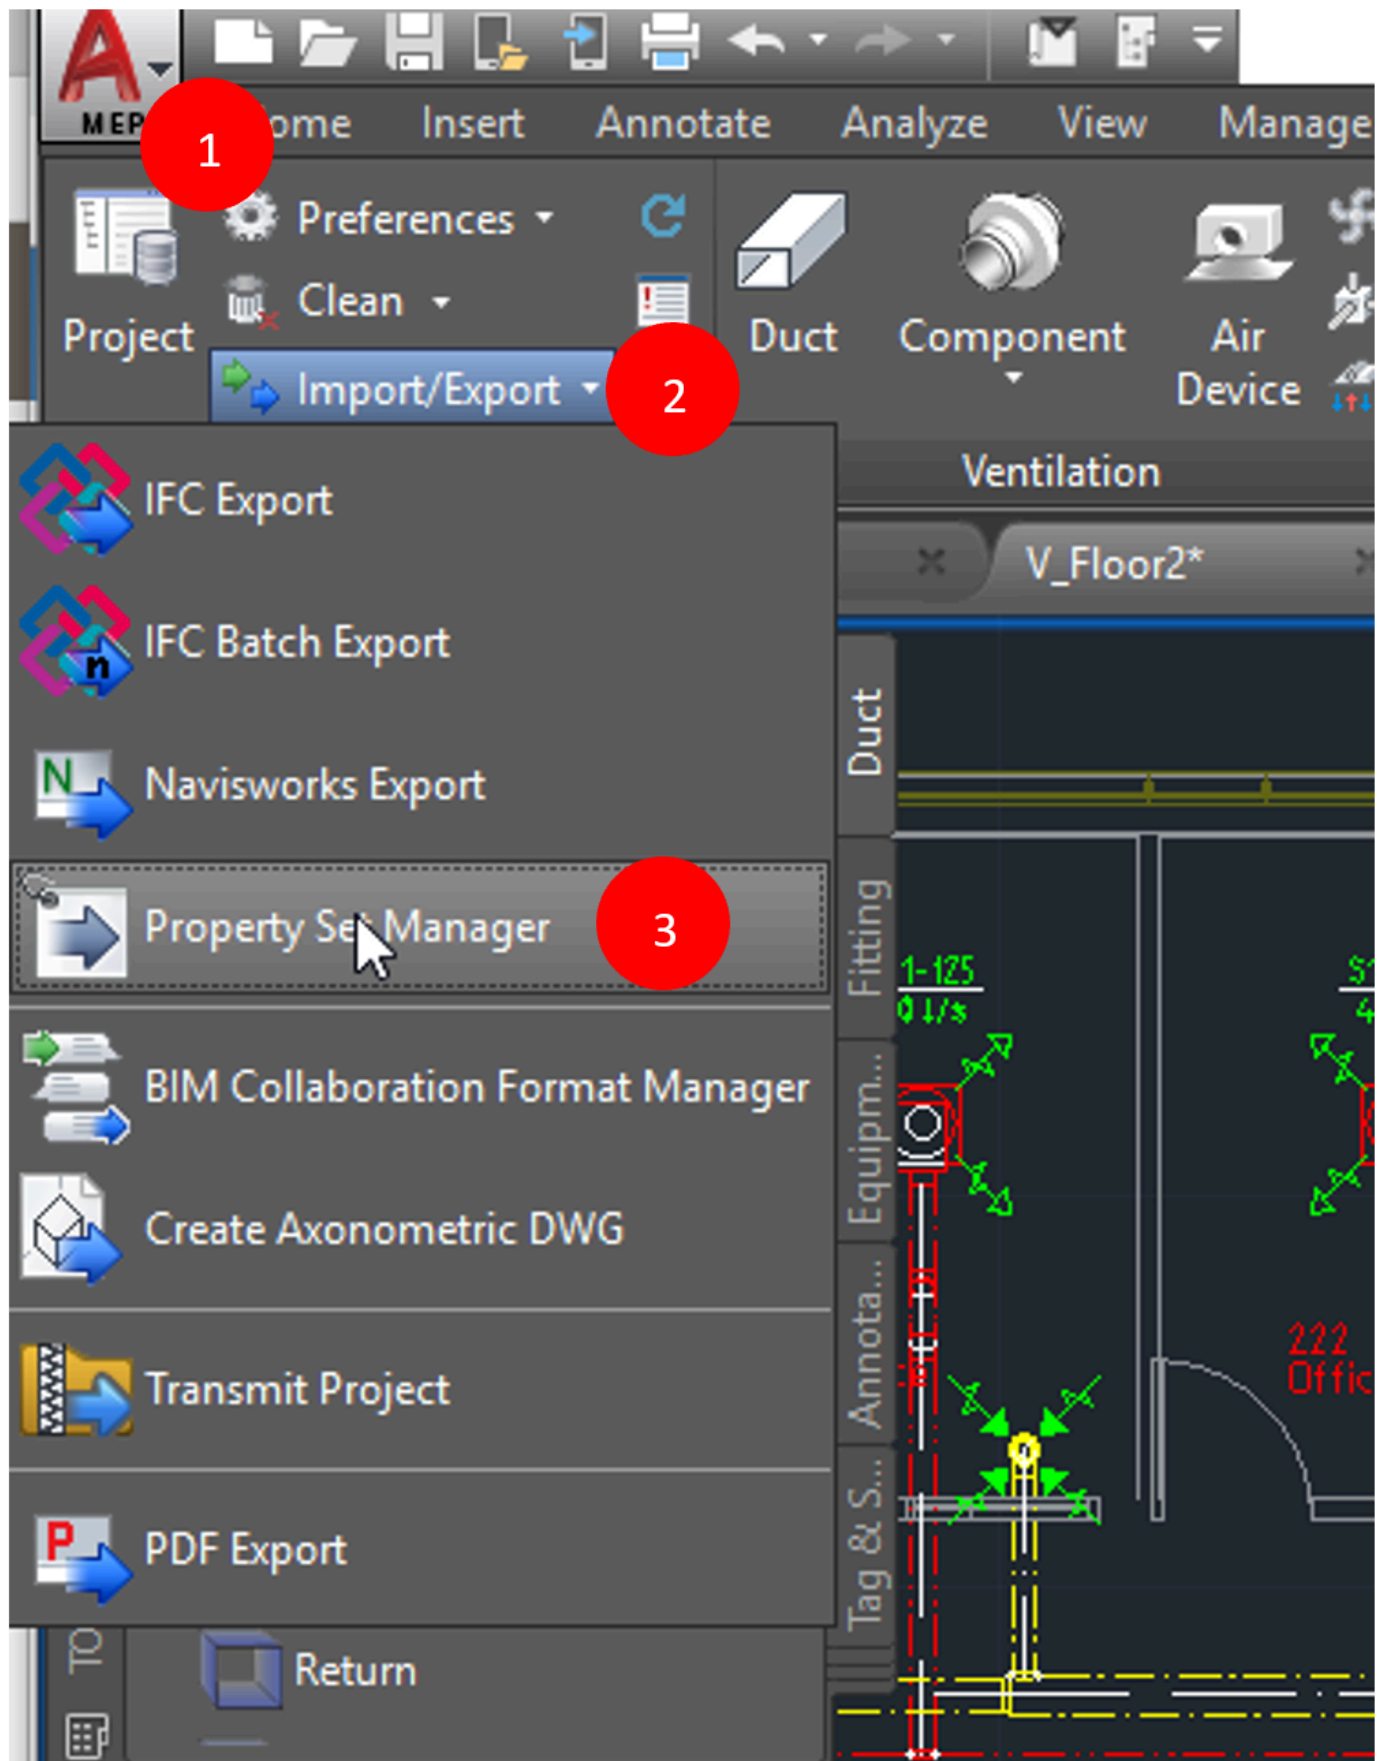 MEP
1
ome
Insert
Annotate
Analyze
View
Manage
Preferences
Clean
Project
Import/Export
2
Duct
Component
Air
Device
Ventilation
IFC Export
IFC Batch Export
Navisworks Export
Property Set Manager
3
BIM Collaboration Format Manager
Create Axonometric DWG
Transmit Project
PDF Export
Return
V_Floor2*
Duct
Fitting
Equipm...
Annota...
Tag & S...
1-125
l/s
222
Offic